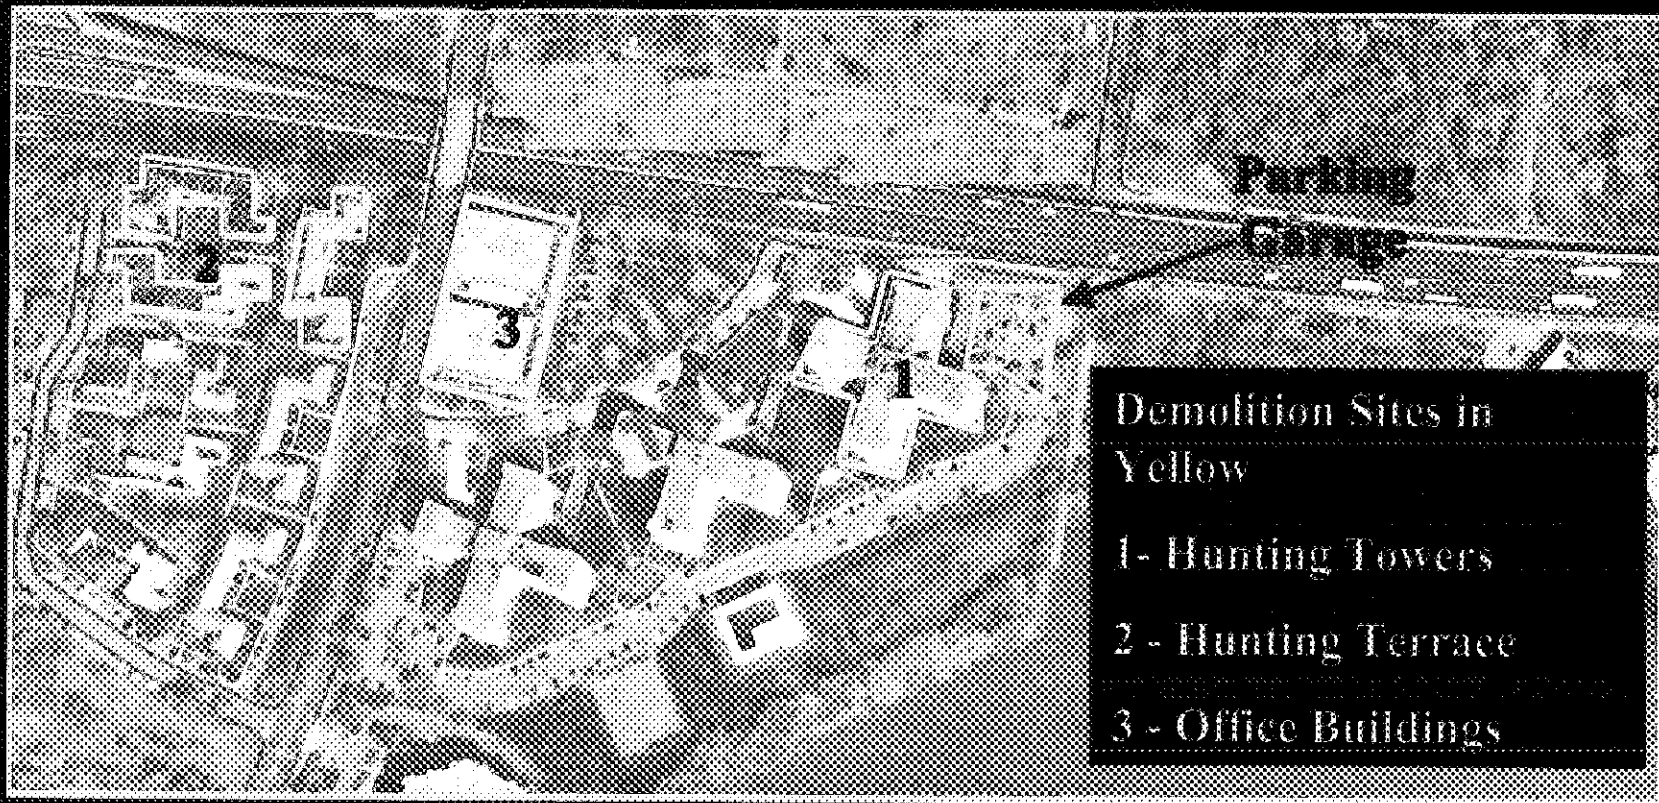 2
3
1
Parking
Garage
Demolition Sites in
Yellow
1- Hunting Towers
2 - Hunting Terrace
3 - Office Buildings